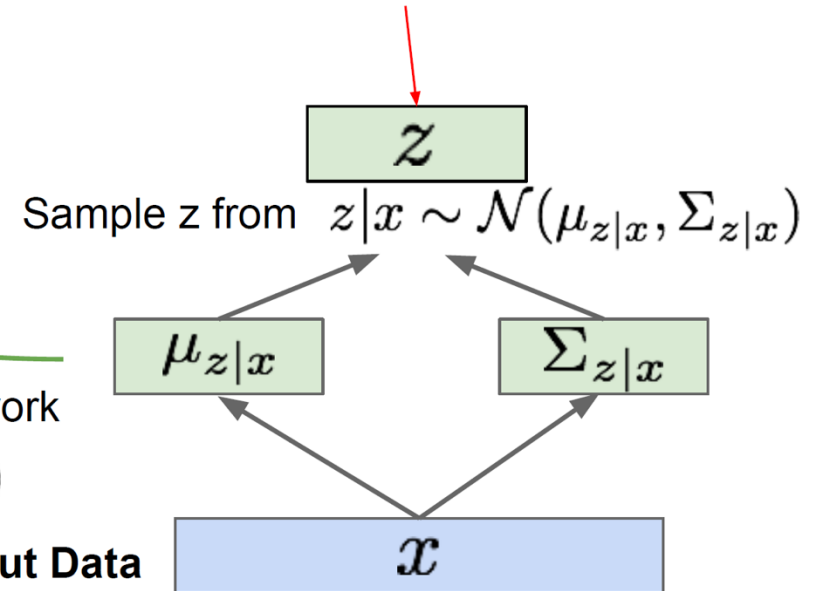 z
Sample z from z|x ∼ 𝒩(μ_{z|x}, Σ_{z|x})
μ_{z|x}
Σ_{z|x}
ork
)
ut Data
x